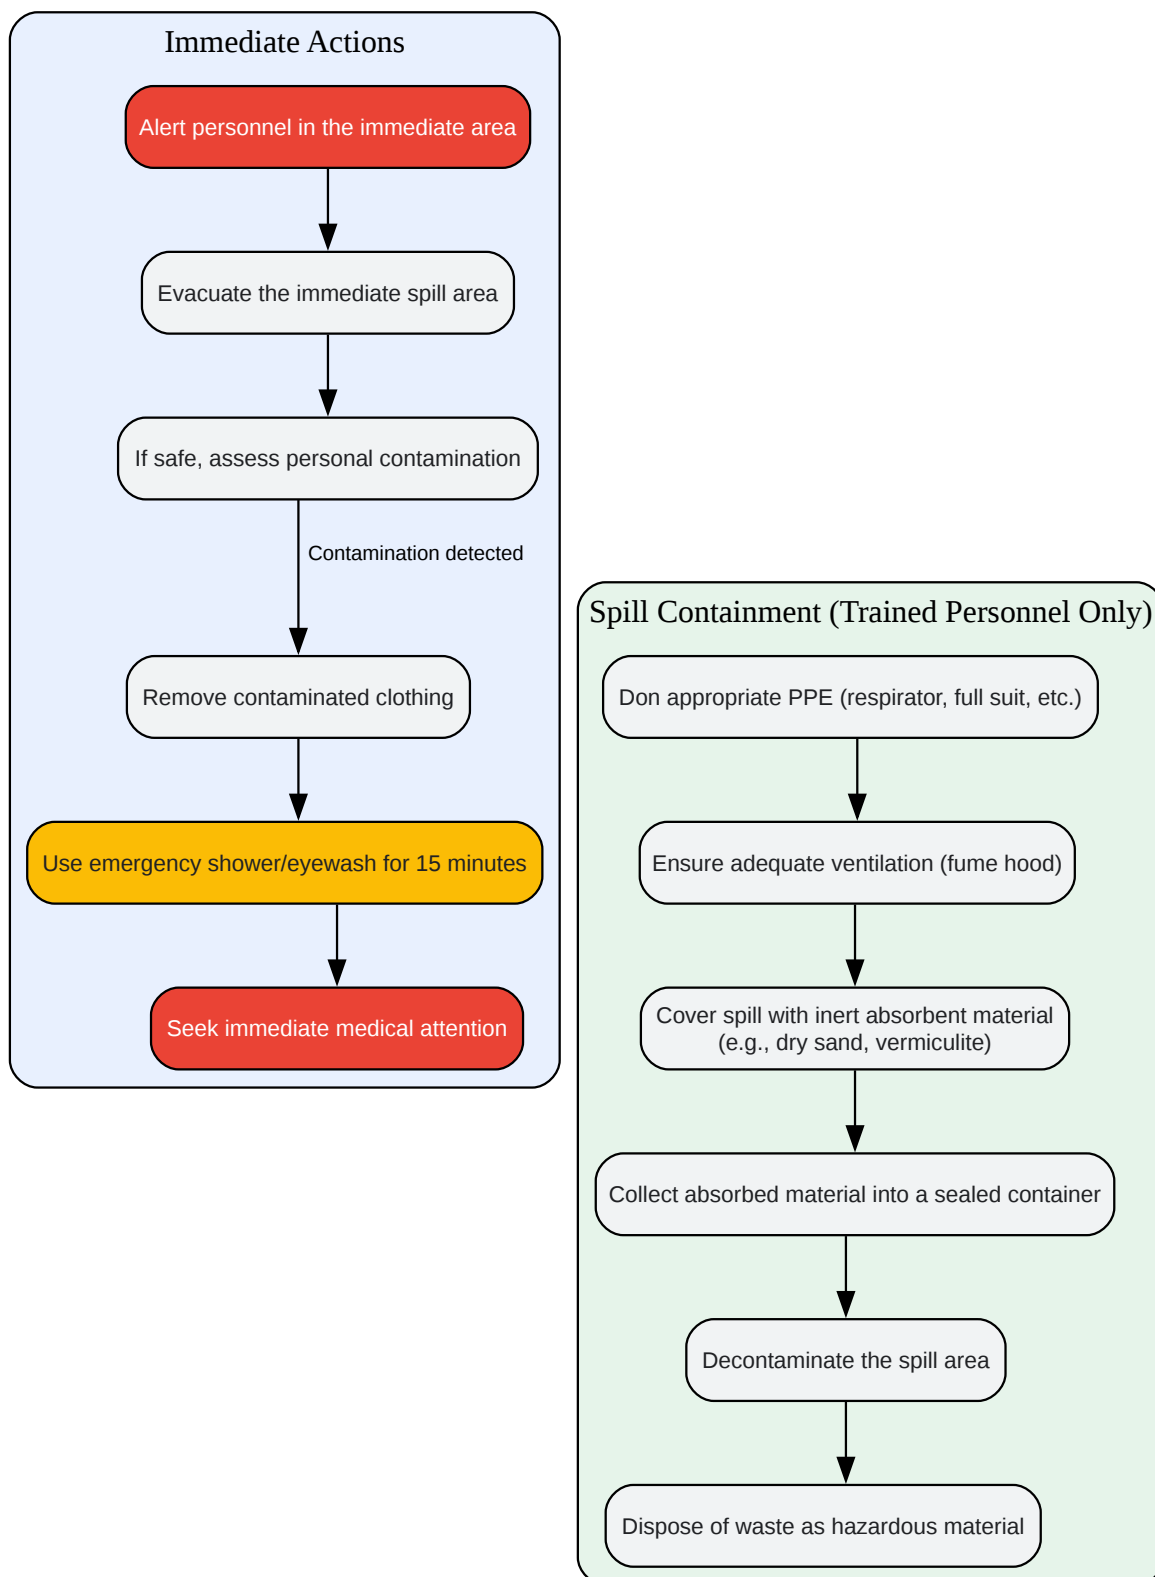 Immediate Actions
Alert personnel in the immediate area
Evacuate the immediate spill area
If safe, assess personal contamination
Contamination detected
Remove contaminated clothing
Use emergency shower/eyewash for 15 minutes
Seek immediate medical attention
Spill Containment (Trained Personnel Only)
Don appropriate PPE (respirator, full suit, etc.)
Ensure adequate ventilation (fume hood)
Cover spill with inert absorbent material
(e.g., dry sand, vermiculite)
Collect absorbed material into a sealed container
Decontaminate the spill area
Dispose of waste as hazardous material